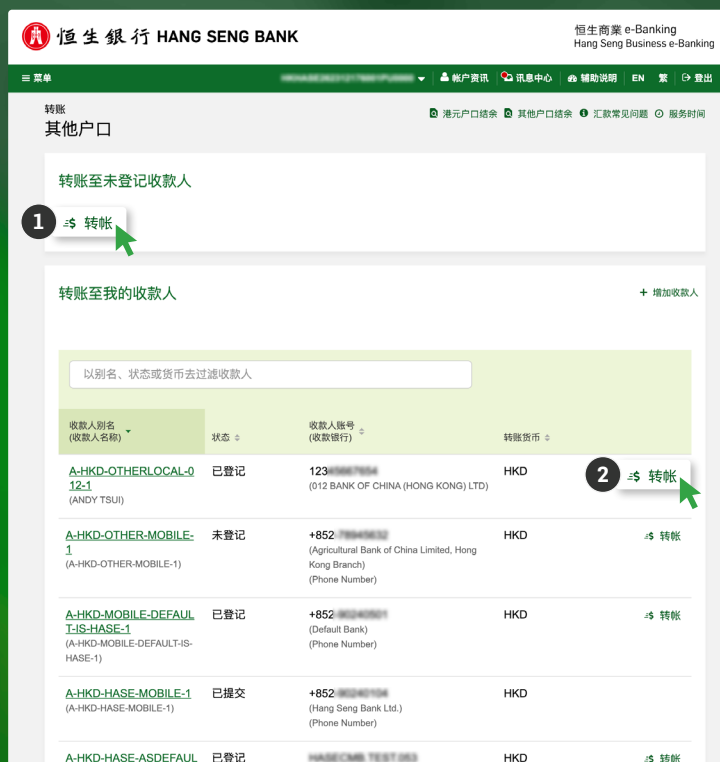 恒生銀行 HANG SENG BANK
恒生商業 e-Banking
Hang Seng Business e-Banking
菜单
帐户资讯 讯息中心 辅助说明 EN 繁 登出
转账
其他户口
港元户口结余 其他户口结余 汇款常见问题 服务时间
转账至未登记收款人
1 转帐
转账至我的收款人
+ 增加收款人
以别名、状态或货币去过滤收款人
收款人别名
(收款人名称)
状态
收款人账号
(收款银行)
转账货币
A-HKD-OTHERLOCAL-0
12-1
(ANDY TSUI)
已登记
123
(012 BANK OF CHINA (HONG KONG) LTD)
HKD
2 转帐
A-HKD-OTHER-MOBILE-
1
(A-HKD-OTHER-MOBILE-1)
未登记
+852
(Agricultural Bank of China Limited, Hong
Kong Branch)
(Phone Number)
HKD
转帐
A-HKD-MOBILE-DEFAUL
T-IS-HASE-1
(A-HKD-MOBILE-DEFAULT-IS-
HASE-1)
已登记
+852
(Default Bank)
(Phone Number)
HKD
转帐
A-HKD-HASE-MOBILE-1
(A-HKD-HASE-MOBILE-1)
已提交
+852
(Hang Seng Bank Ltd.)
(Phone Number)
HKD
A-HKD-HASE-ASDEFAUL
已登记
HKD
转帐